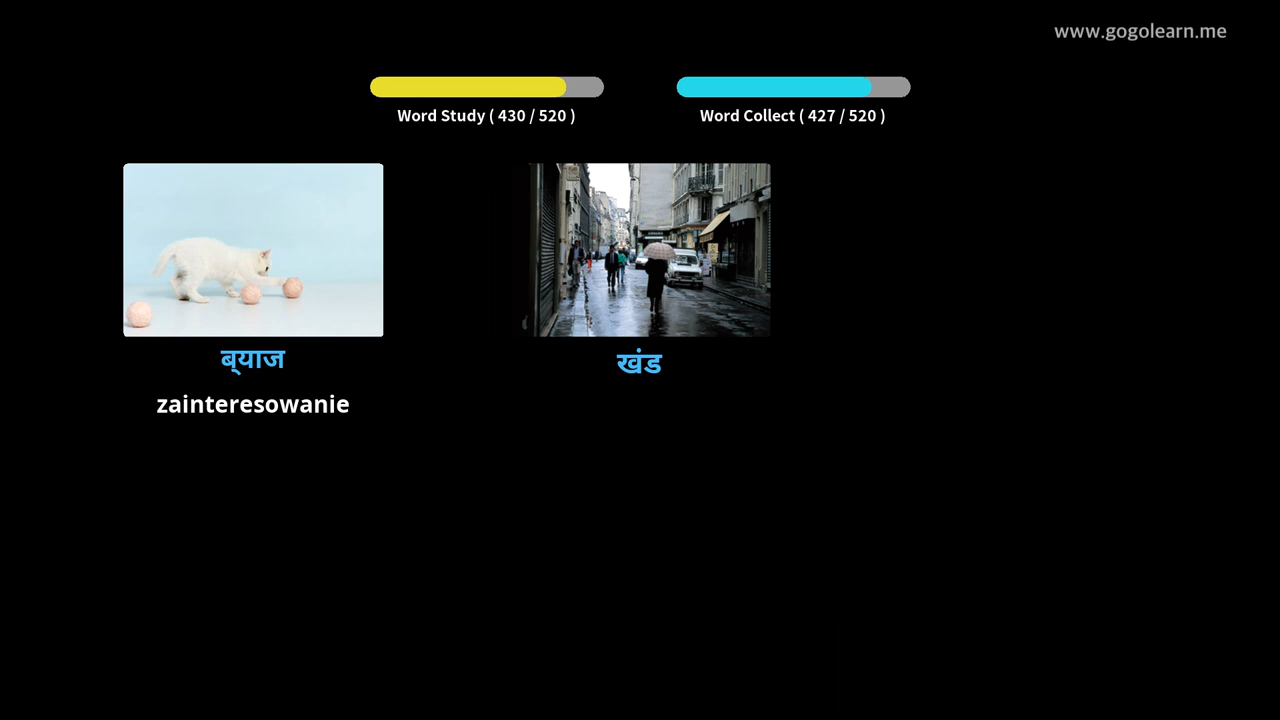 www.gogolearn.me
Word Study ( 430 / 520 )
Word Collect ( 427 / 520 )
ब्याज
zainteresowanie
खंड